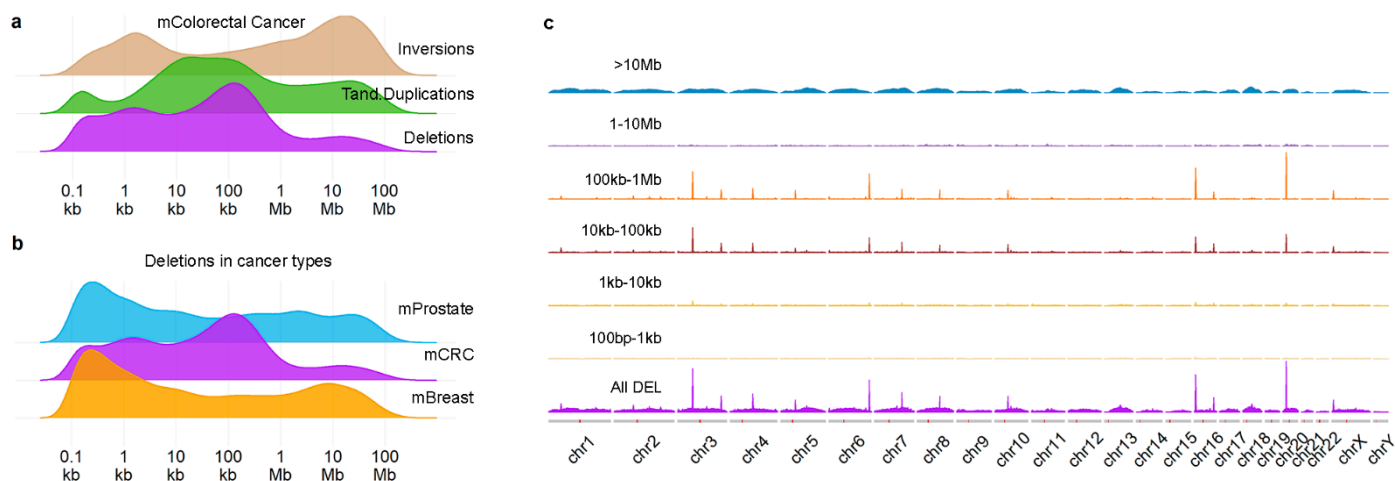 a
mColorectal Cancer
Inversions
Tand.Duplications
Deletions
0.1 1 10 100 1 10 100
kb kb kb kb Mb Mb Mb
b
Deletions in cancer types
mProstate
mCRC
mBreast
0.1 1 10 100 1 10 100
kb kb kb kb Mb Mb Mb
c
>10Mb
1-10Mb
100kb-1Mb
10kb-100kb
1kb-10kb
100bp-1kb
All DEL
chr1 chr2 chr3 chr4 chr5 chr6 chr7 chr8 chr9 chr10 chr11 chr12 chr13 chr14 chr15 chr16 chr17 chr18 chr19 chr20 chr21 chr22 chrX chrY